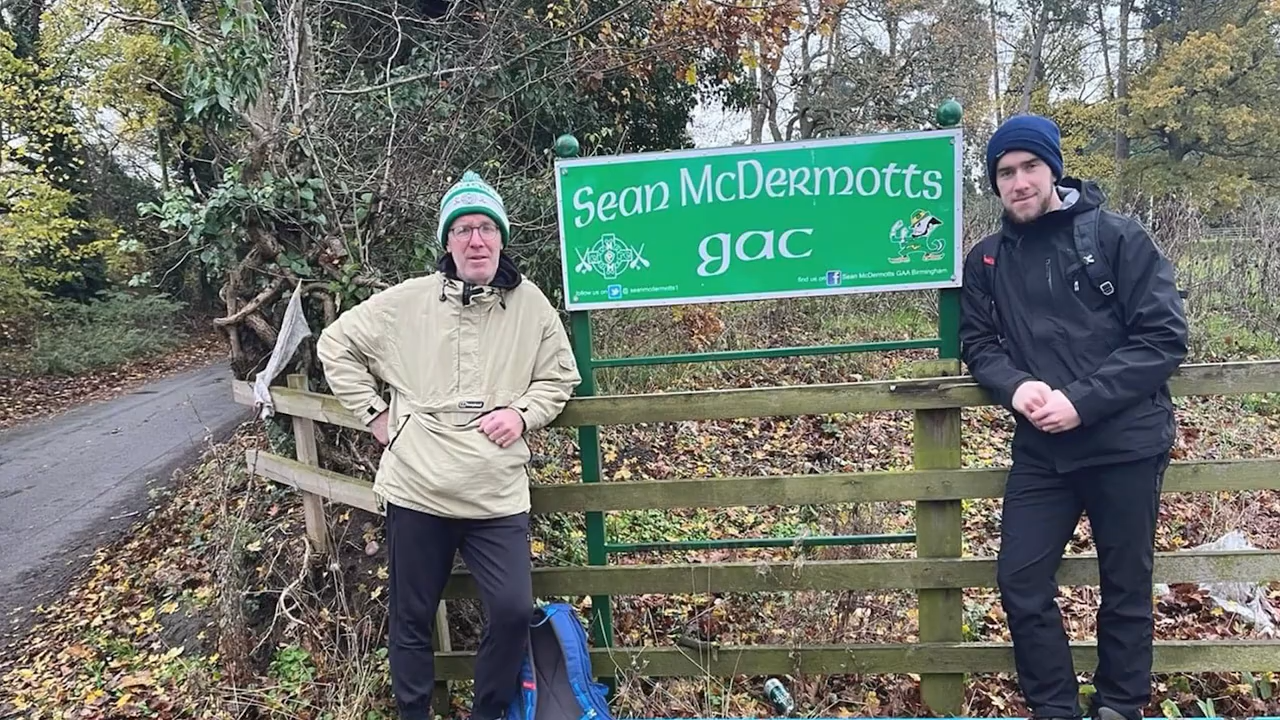 Sean McDermotts
gac
follow us on @ seanmcdermotts1
find us on f Sean McDermotts GAA Birmingham